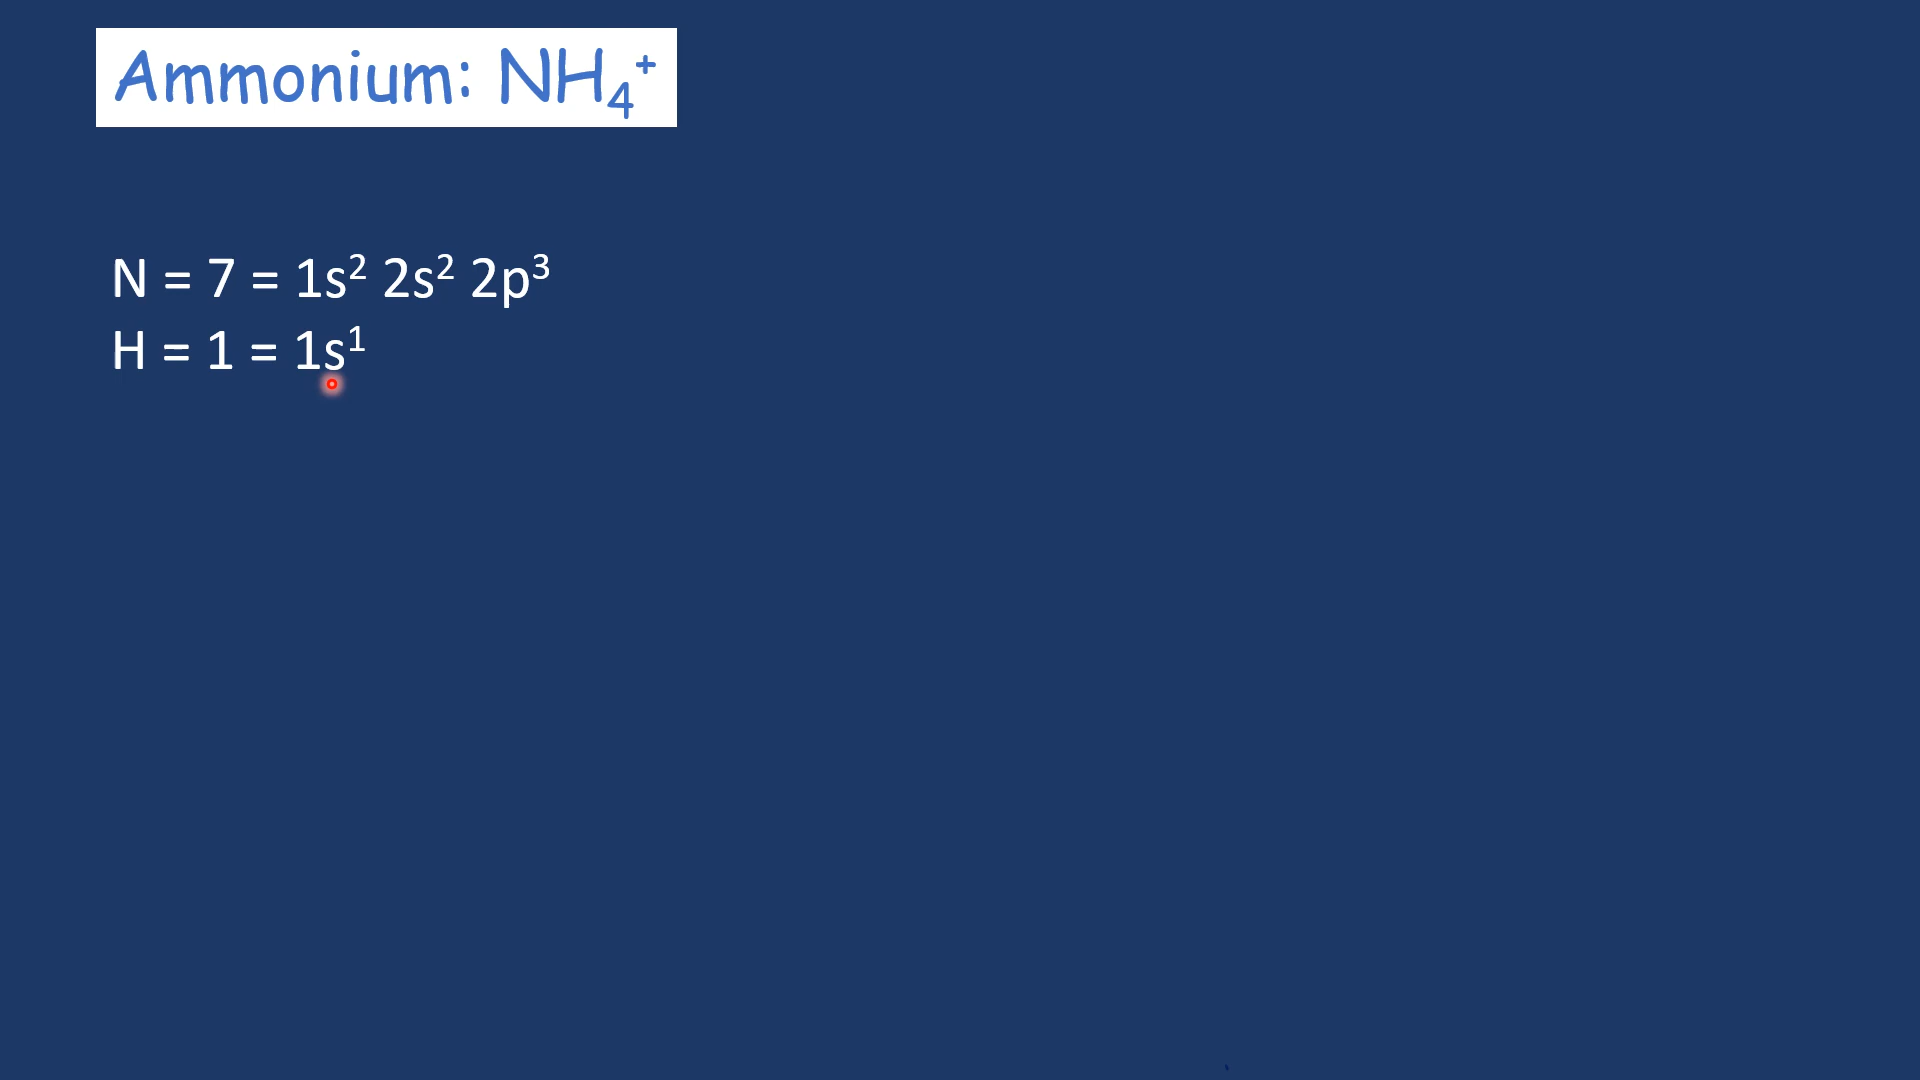 Ammonium: NH₄⁺
N = 7 = 1s² 2s² 2p³
H = 1 = 1s¹